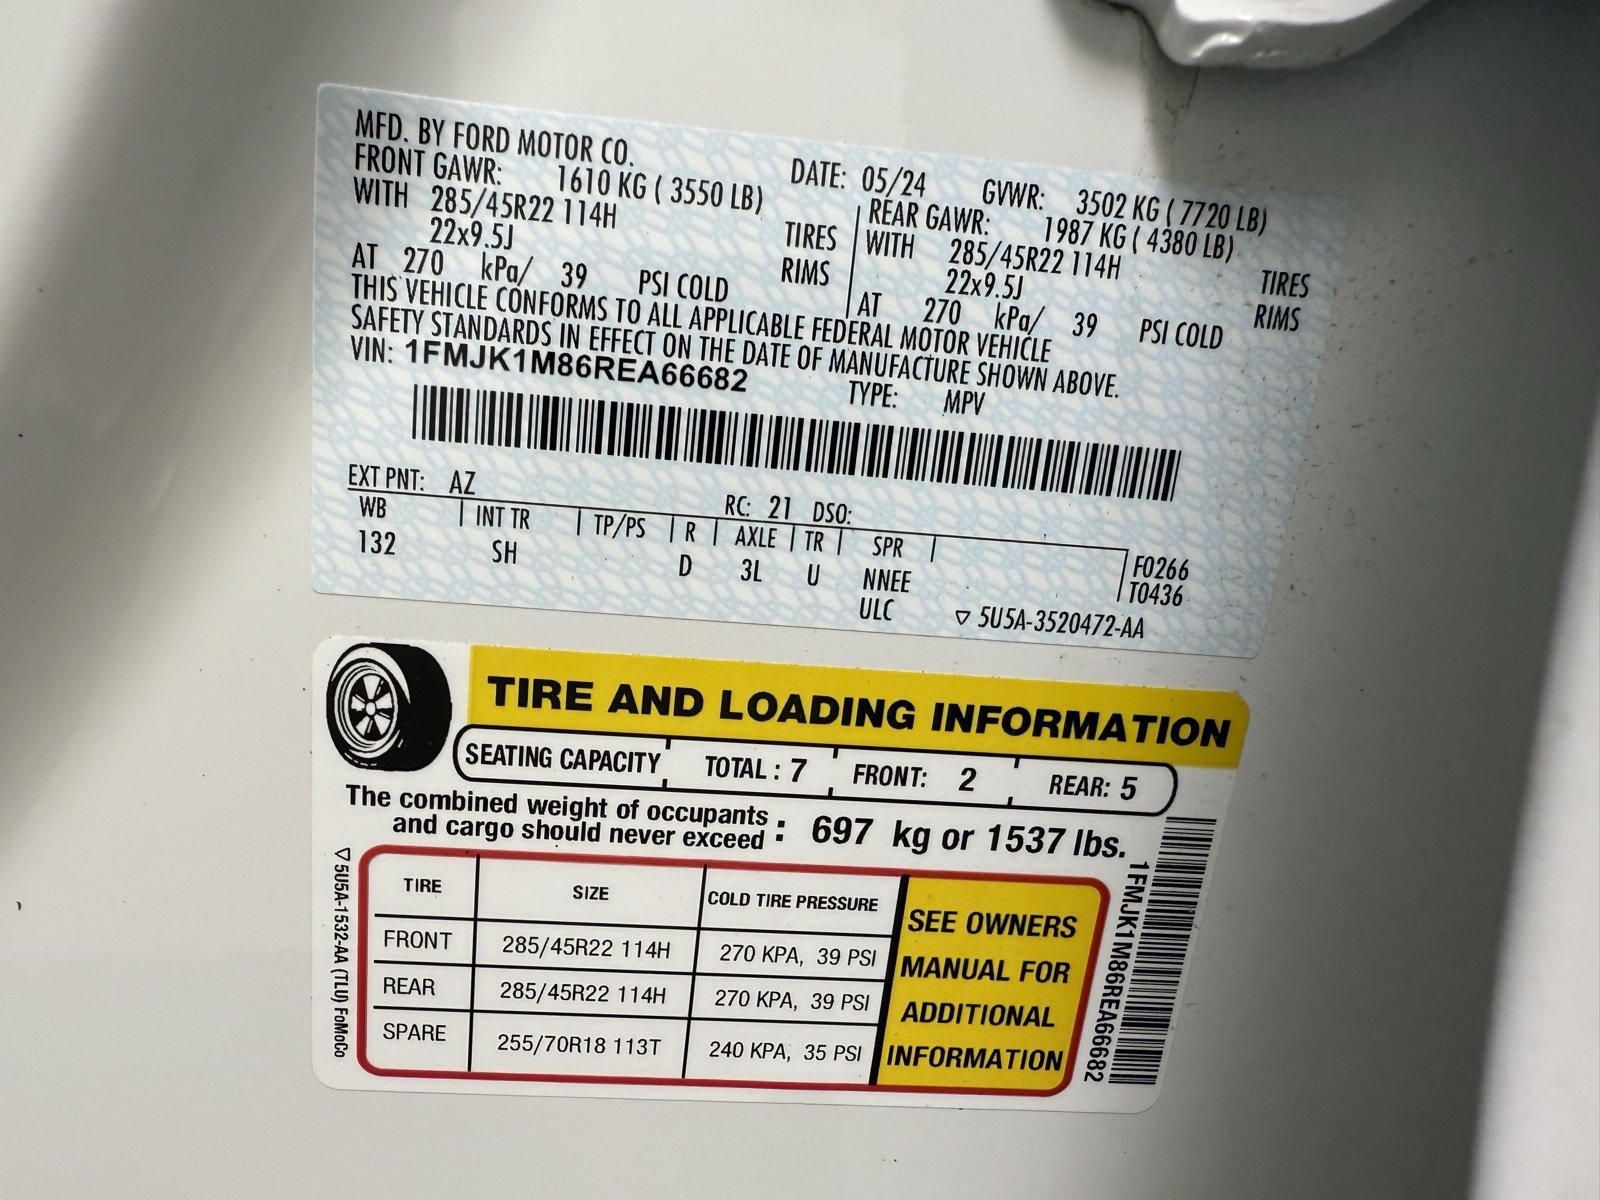 MFD. BY FORD MOTOR CO. DATE: 05/24 GVWR: 3502 KG ( 7720 LB)
FRONT GAWR: 1610 KG ( 3550 LB) REAR GAWR: 1987 KG ( 4380 LB)
WITH 285/45R22 114H TIRES WITH 285/45R22 114H TIRES
22x9.5J RIMS 22x9.5J RIMS
AT 270 kPa/ 39 PSI COLD AT 270 kPa/ 39 PSI COLD
THIS VEHICLE CONFORMS TO ALL APPLICABLE FEDERAL MOTOR VEHICLE
SAFETY STANDARDS IN EFFECT ON THE DATE OF MANUFACTURE SHOWN ABOVE.
VIN: 1FMJK1M86REA66682 TYPE: MPV
EXT PNT: AZ RC: 21 DSO:
WB INT TR TP/PS R AXLE TR SPR F0266
132 SH D 3L U NNEE T0436
ULC ▽ 5U5A-3520472-AA
TIRE AND LOADING INFORMATION
SEATING CAPACITY TOTAL : 7 FRONT: 2 REAR: 5
The combined weight of occupants
and cargo should never exceed : 697 kg or 1537 lbs.
TIRE SIZE COLD TIRE PRESSURE
FRONT 285/45R22 114H 270 KPA, 39 PSI
REAR 285/45R22 114H 270 KPA, 39 PSI
SPARE 255/70R18 113T 240 KPA, 35 PSI
SEE OWNERS
MANUAL FOR
ADDITIONAL
INFORMATION
▽5U5A-1532-AA (TLU) FoMoCo
1FMJK1M86REA66682